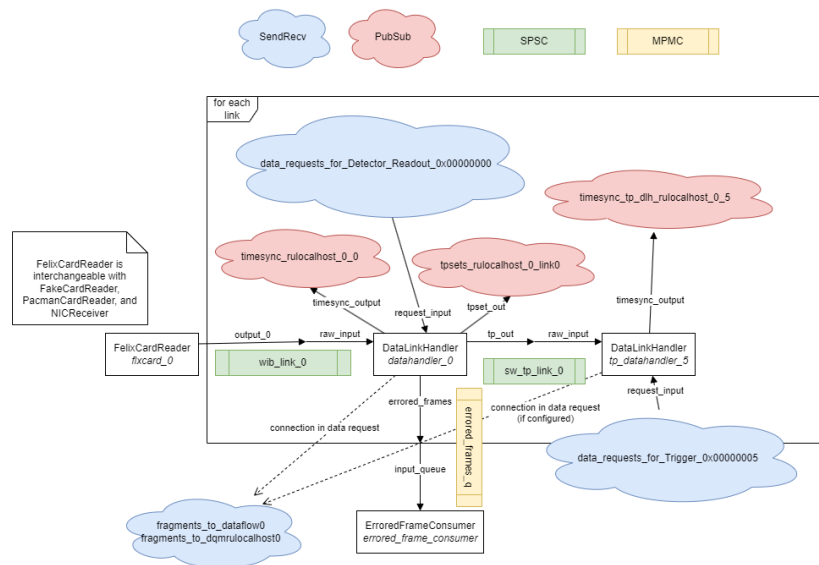 SendRecv
PubSub
SPSC
MPMC
for each
link
data_requests_for_Detector_Readout_0x00000000
timesync_tp_dlh_rulocalhost_0_5
timesync_rulocalhost_0_0
tpsets_rulocalhost_0_link0
FelixCardReader is
interchangeable with
FakeCardReader,
PacmanCardReader, and
NICReceiver
timesync_output
request_input
tpset_out
timesync_output
FelixCardReader
flxcard_0
output_0
raw_input
DataLinkHandler
datahandler_0
tp_out
raw_input
DataLinkHandler
tp_datahandler_5
wib_link_0
sw_tp_link_0
request_input
errored_frames
connection in data request
errored_frames_q
connection in data request
(if configured)
input_queue
data_requests_for_Trigger_0x00000005
fragments_to_dataflow0
fragments_to_dqmrulocalhost0
ErroredFrameConsumer
errored_frame_consumer